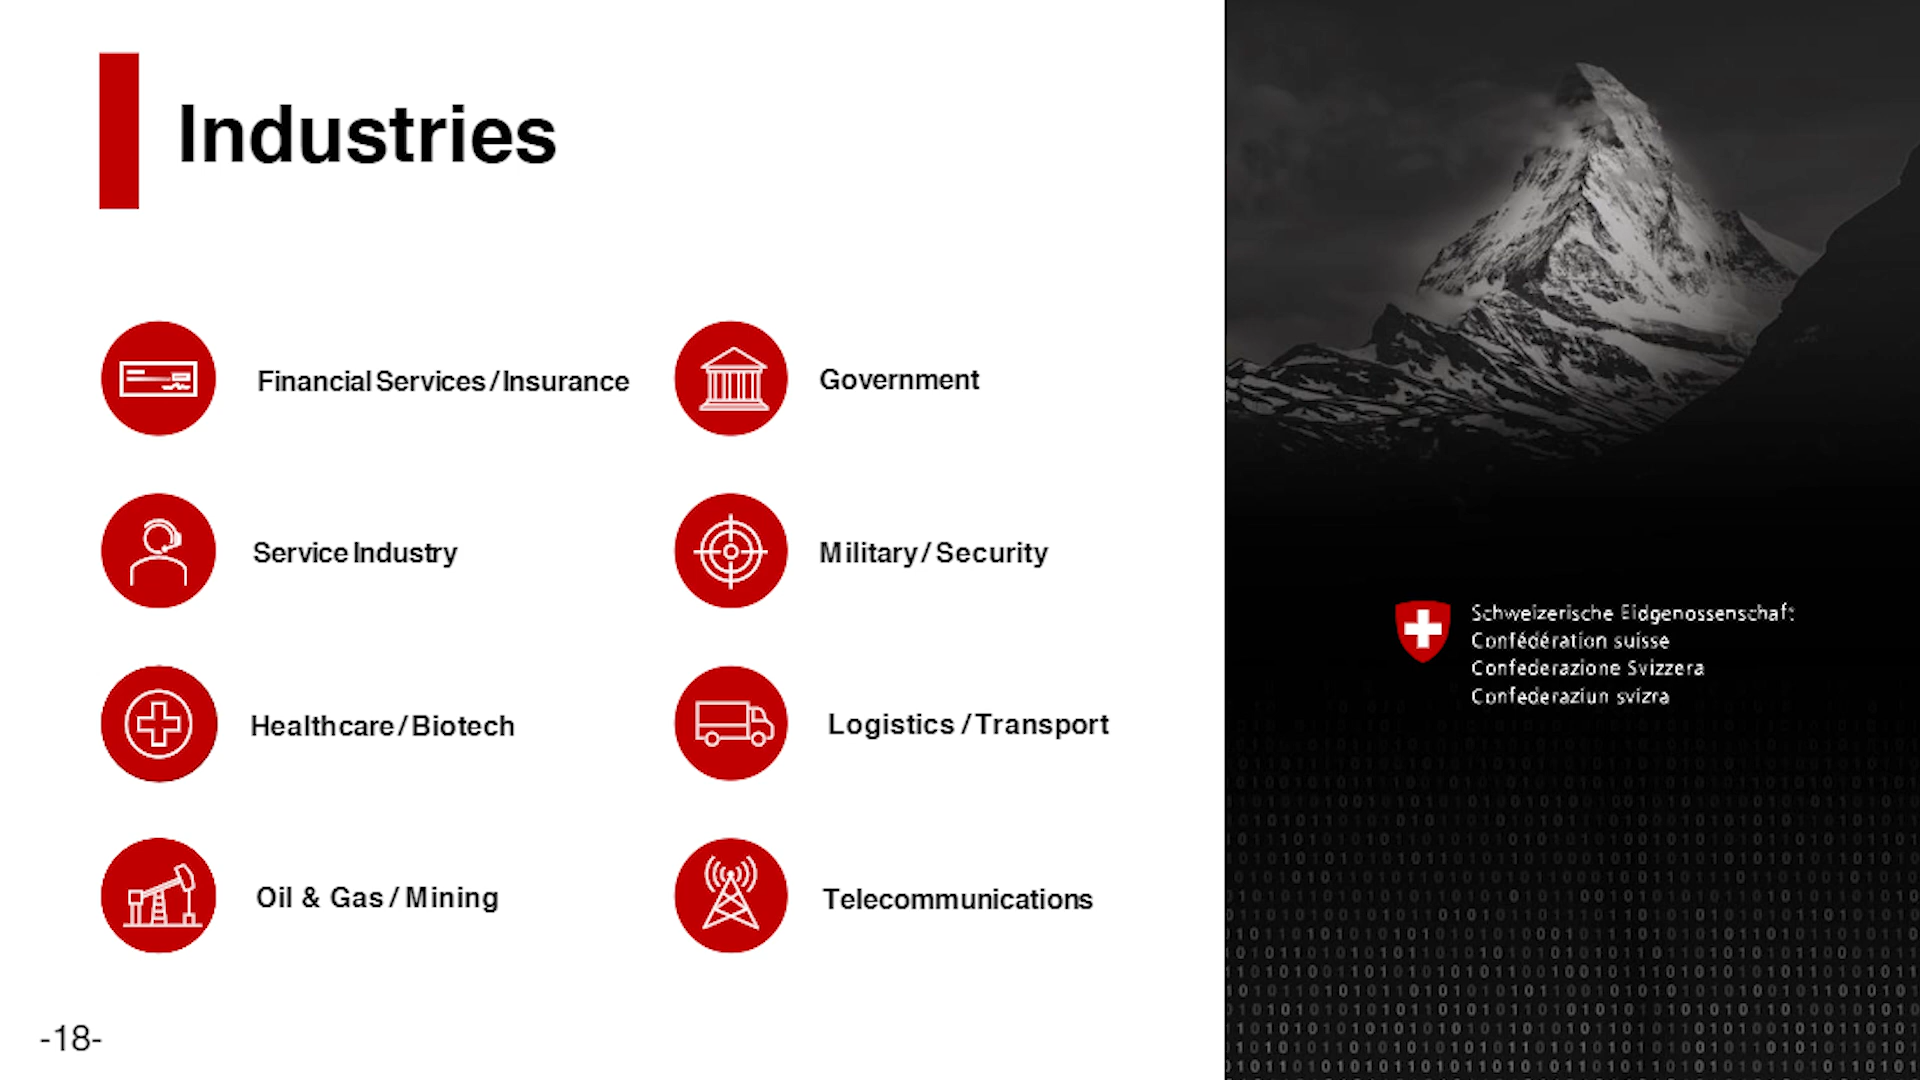 Industries
Financial Services / Insurance
Government
Service Industry
Military / Security
Healthcare / Biotech
Logistics / Transport
Oil & Gas / Mining
Telecommunications
Schweizerische Eidgenossenschaft
Confédération suisse
Confederazione Svizzera
Confederaziun svizra
-18-